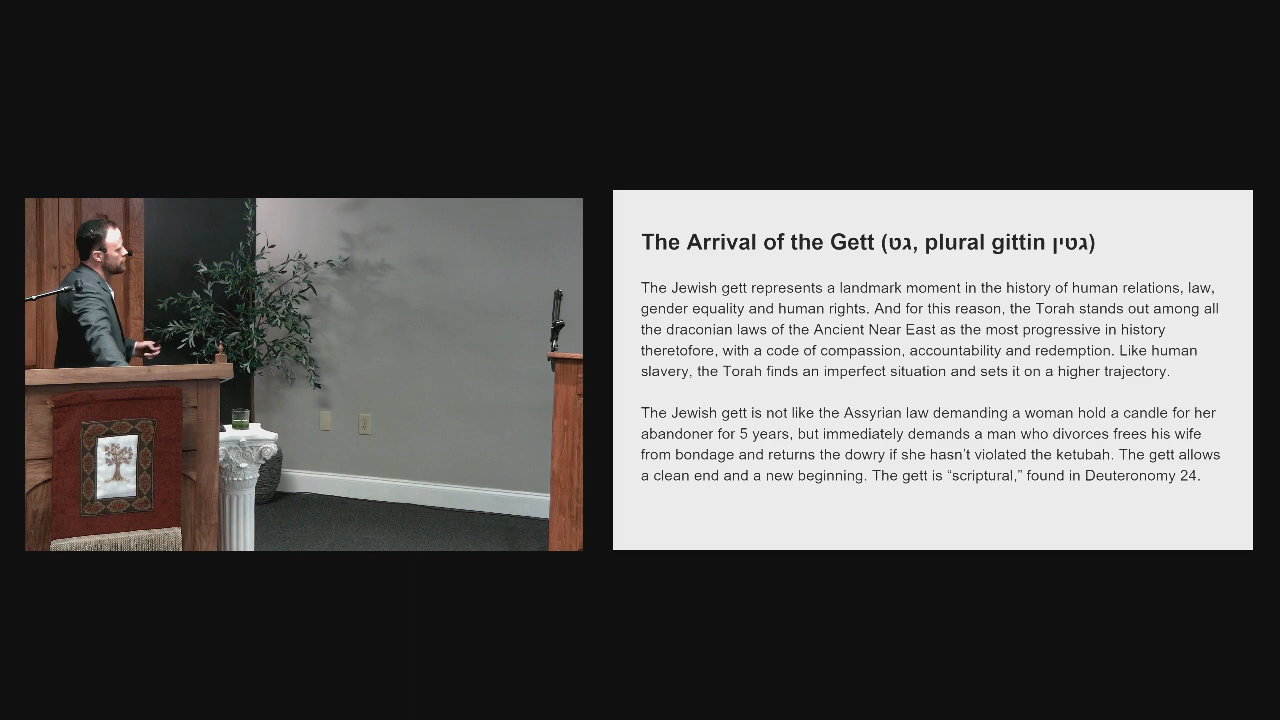 The Arrival of the Gett (גט, plural gittin גטין)
The Jewish gett represents a landmark moment in the history of human relations, law,
gender equality and human rights. And for this reason, the Torah stands out among all
the draconian laws of the Ancient Near East as the most progressive in history
theretofore, with a code of compassion, accountability and redemption. Like human
slavery, the Torah finds an imperfect situation and sets it on a higher trajectory.
The Jewish gett is not like the Assyrian law demanding a woman hold a candle for her
abandoner for 5 years, but immediately demands a man who divorces frees his wife
from bondage and returns the dowry if she hasn’t violated the ketubah. The gett allows
a clean end and a new beginning. The gett is “scriptural,” found in Deuteronomy 24.